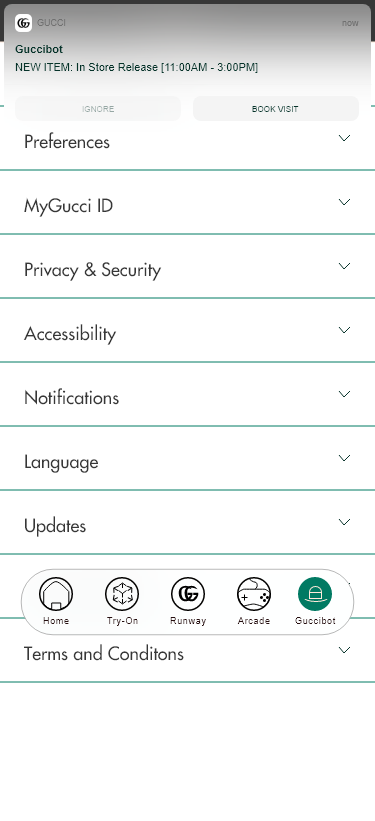 GUCCI
now
Guccibot
NEW ITEM: In Store Release [11:00AM - 3:00PM]
IGNORE
BOOK VISIT
Preferences
MyGucci ID
Privacy & Security
Accessibility
Notifications
Language
Updates
Home
Try-On
Runway
Arcade
Guccibot
Terms and Conditons